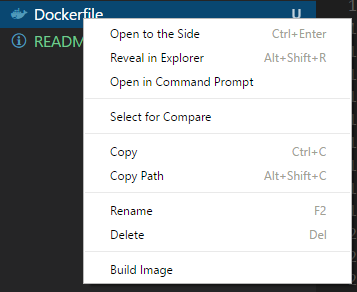 Dockerfile U
README
Open to the Side Ctrl+Enter
Reveal in Explorer Alt+Shift+R
Open in Command Prompt
Select for Compare
Copy Ctrl+C
Copy Path Alt+Shift+C
Rename F2
Delete Del
Build Image